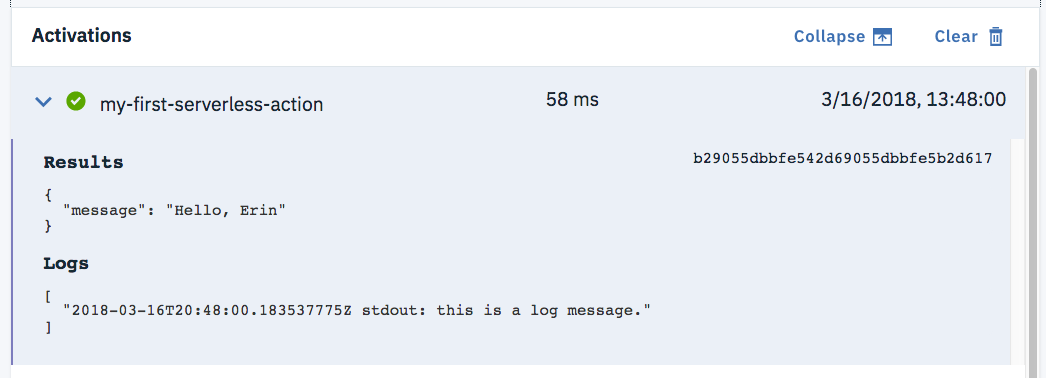 Activations
Collapse
Clear
my-first-serverless-action
58 ms
3/16/2018, 13:48:00
Results
b29055dbbfe542d69055dbbfe5b2d617
{
"message": "Hello, Erin"
}
Logs
[
"2018-03-16T20:48:00.183537775Z stdout: this is a log message."
]